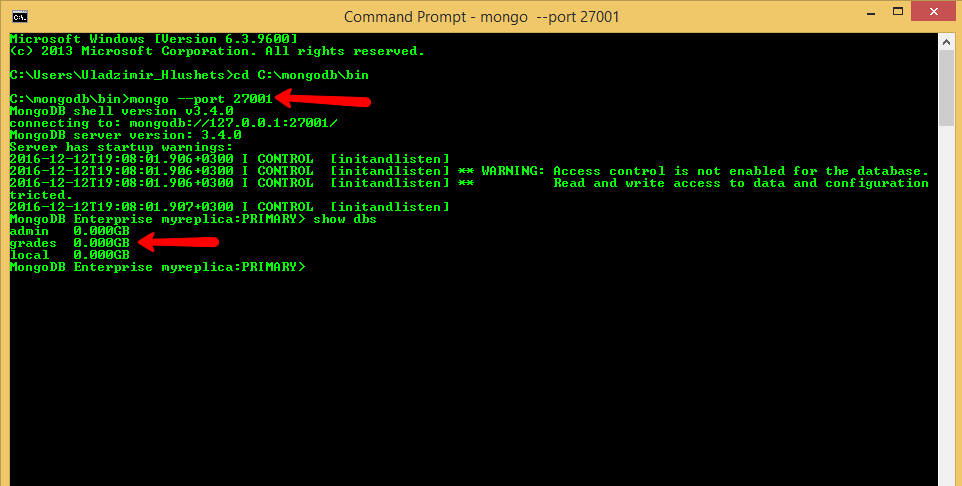 Command Prompt - mongo --port 27001
Microsoft Windows [Version 6.3.9600]
(c) 2013 Microsoft Corporation. All rights reserved.
C:\Users\Uladzimir_Hlushets>cd C:\mongodb\bin
C:\mongodb\bin>mongo --port 27001
MongoDB shell version v3.4.0
connecting to: mongodb://127.0.0.1:27001/
MongoDB server version: 3.4.0
Server has startup warnings:
2016-12-12T19:08:01.906+0300 I CONTROL  [initandlisten]
2016-12-12T19:08:01.906+0300 I CONTROL  [initandlisten] ** WARNING: Access control is not enabled for the database.
2016-12-12T19:08:01.906+0300 I CONTROL  [initandlisten] **          Read and write access to data and configuration
tricted.
2016-12-12T19:08:01.907+0300 I CONTROL  [initandlisten]
MongoDB Enterprise myreplica:PRIMARY> show dbs
admin   0.000GB
grades  0.000GB
local   0.000GB
MongoDB Enterprise myreplica:PRIMARY>